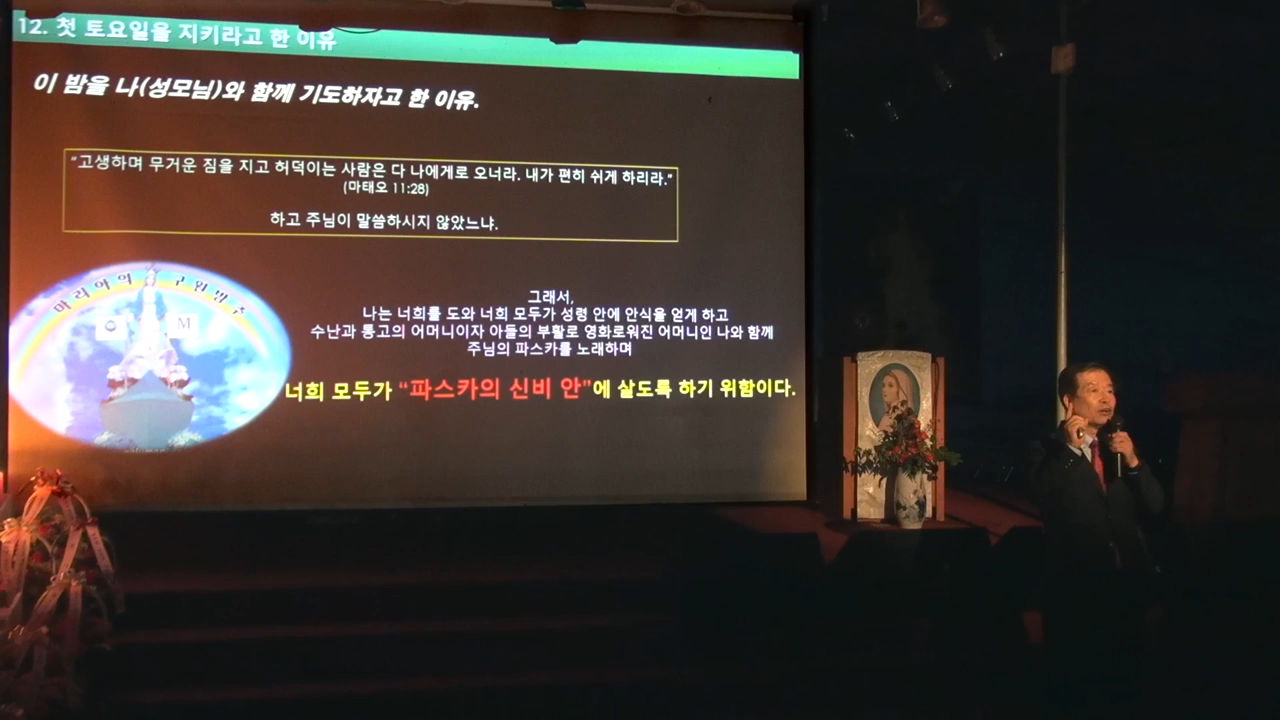 12. 첫 토요일을 지키라고 한 이유
이 밤을 나(성모님)와 함께 기도하자고 한 이유.
"고생하며 무거운 짐을 지고 허덕이는 사람은 다 나에게로 오너라. 내가 편히 쉬게 하리라."
(마태오 11:28)
하고 주님이 말씀하시지 않았느냐.
마리아의 구원방주
M
그래서,
나는 너희를 도와 너희 모두가 성령 안에 안식을 얻게 하고
수난과 통고의 어머니이자 아들의 부활로 영화로워진 어머니인 나와 함께
주님의 파스카를 노래하며
너희 모두가 "파스카의 신비 안"에 살도록 하기 위함이다.